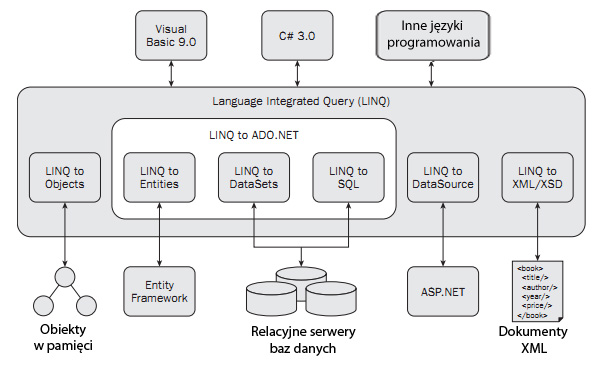 Visual
Basic 9.0
C# 3.0
Inne języki
programowania
Language Integrated Query (LINQ)
LINQ to ADO.NET
LINQ to
Objects
LINQ to
Entities
LINQ to
DataSets
LINQ to
SQL
LINQ to
DataSource
LINQ to
XML/XSD
Obiekty
w pamięci
Entity
Framework
Relacyjne serwery
baz danych
ASP.NET
<book>
<title/>
<author/>
<year/>
<price/>
</book>
Dokumenty
XML